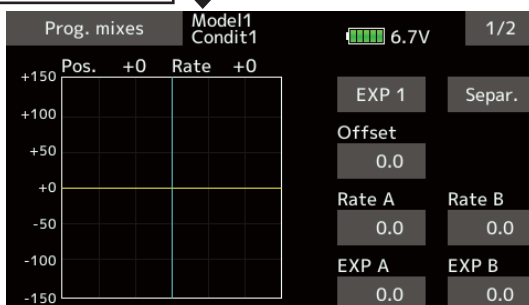 Prog. mixes
Model1
Condit1
6.7V
1/2
Pos. +0 Rate +0
+150
+100
+50
+0
-50
-100
-150
EXP 1
Separ.
Offset
0.0
Rate A
Rate B
0.0
0.0
EXP A
EXP B
0.0
0.0